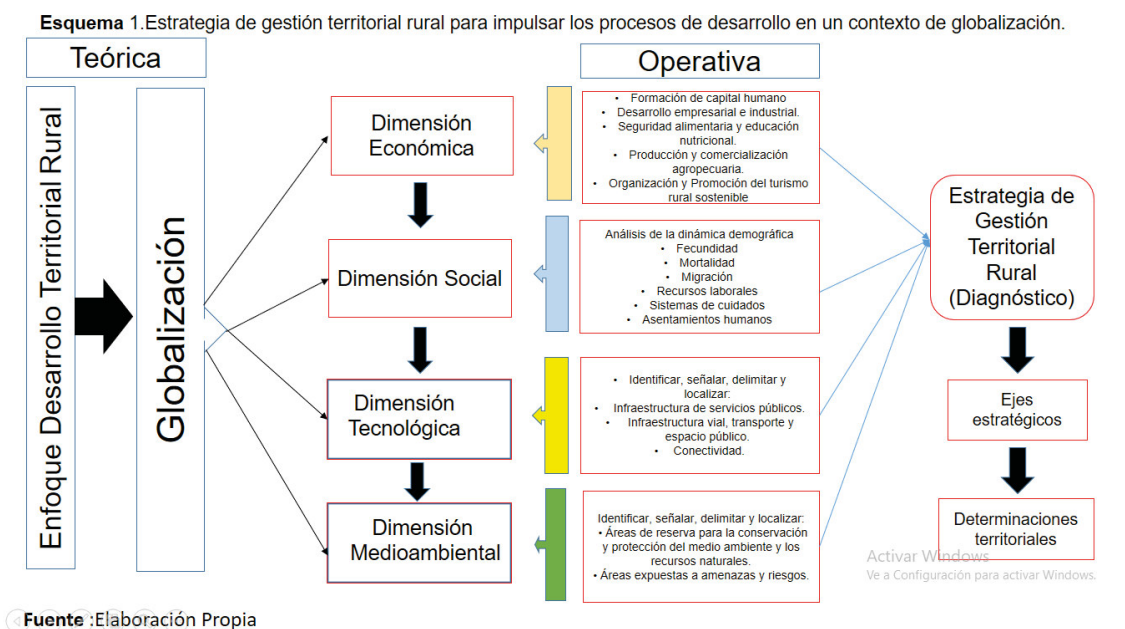 Esquema 1.Estrategia de gestión territorial rural para impulsar los procesos de desarrollo en un contexto de globalización.
Teórica
Operativa
Enfoque Desarrollo Territorial Rural
Globalización
Dimensión
Económica
Dimensión Social
Dimensión
Tecnológica
Dimensión
Medioambiental
• Formación de capital humano
• Desarrollo empresarial e industrial.
• Seguridad alimentaria y educación
nutricional.
• Producción y comercialización
agropecuaria.
• Organización y Promoción del turismo
rural sostenible
Análisis de la dinámica demográfica
• Fecundidad
• Mortalidad
• Migración
• Recursos laborales
• Sistemas de cuidados
• Asentamientos humanos
• Identificar, señalar, delimitar y
localizar:
• Infraestructura de servicios públicos.
• Infraestructura vial, transporte y
espacio público.
• Conectividad.
Identificar, señalar, delimitar y localizar:
• Áreas de reserva para la conservación
y protección del medio ambiente y los
recursos naturales.
• Áreas expuestas a amenazas y riesgos.
Estrategia de
Gestión
Territorial
Rural
(Diagnóstico)
Ejes
estratégicos
Determinaciones
territoriales
Activar Windows
Ve a Configuración para activar Windows.
Fuente :Elaboración Propia